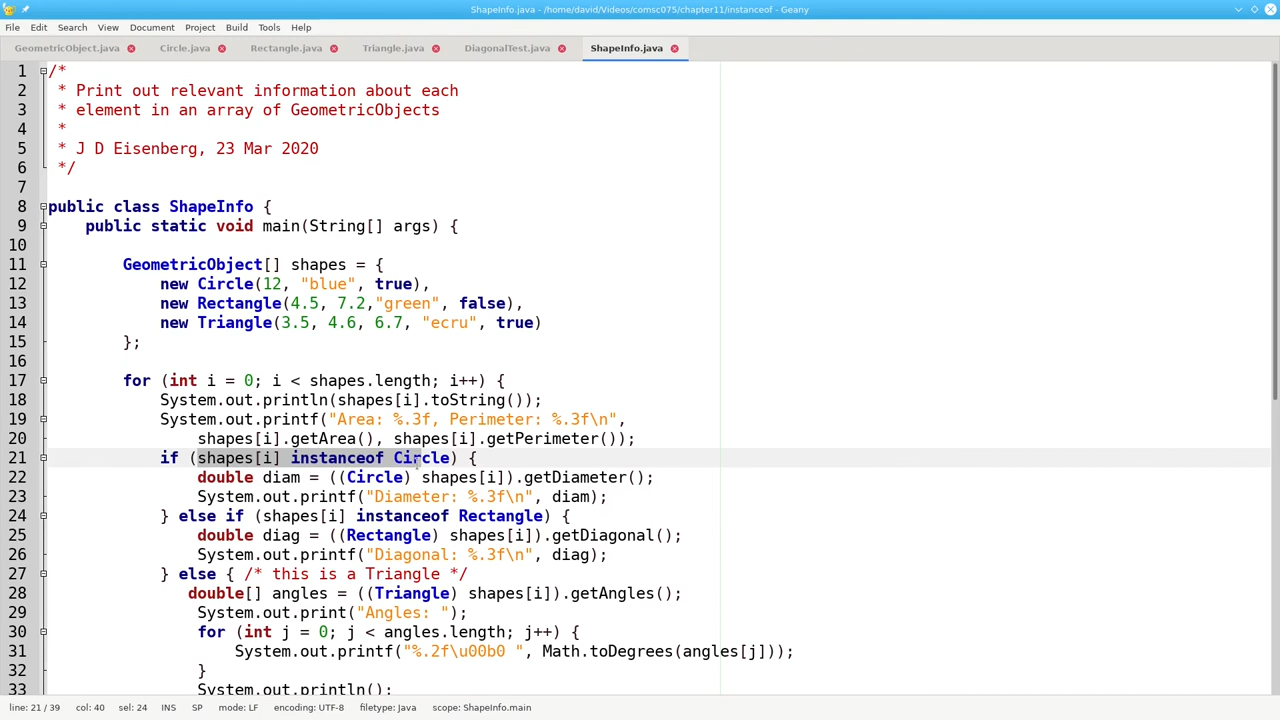 ShapeInfo.java - /home/david/Videos/comsc075/chapter11/instanceof - Geany
File Edit Search View Document Project Build Tools Help
GeometricObject.java Circle.java Rectangle.java Triangle.java DiagonalTest.java ShapeInfo.java
1 /*
2  * Print out relevant information about each
3  * element in an array of GeometricObjects
4  *
5  * J D Eisenberg, 23 Mar 2020
6  */
7
8 public class ShapeInfo {
9     public static void main(String[] args) {
10
11         GeometricObject[] shapes = {
12             new Circle(12, "blue", true),
13             new Rectangle(4.5, 7.2,"green", false),
14             new Triangle(3.5, 4.6, 6.7, "ecru", true)
15         };
16
17         for (int i = 0; i < shapes.length; i++) {
18             System.out.println(shapes[i].toString());
19             System.out.printf("Area: %.3f, Perimeter: %.3f\n",
20                 shapes[i].getArea(), shapes[i].getPerimeter());
21             if (shapes[i] instanceof Circle) {
22                 double diam = ((Circle) shapes[i]).getDiameter();
23                 System.out.printf("Diameter: %.3f\n", diam);
24             } else if (shapes[i] instanceof Rectangle) {
25                 double diag = ((Rectangle) shapes[i]).getDiagonal();
26                 System.out.printf("Diagonal: %.3f\n", diag);
27             } else { /* this is a Triangle */
28                double[] angles = ((Triangle) shapes[i]).getAngles();
29                 System.out.print("Angles: ");
30                 for (int j = 0; j < angles.length; j++) {
31                     System.out.printf("%.2f\u00b0 ", Math.toDegrees(angles[j]));
32                 }
33                 System.out.println();
line: 21 / 39 col: 40 sel: 24 INS SP mode: LF encoding: UTF-8 filetype: Java scope: ShapeInfo.main